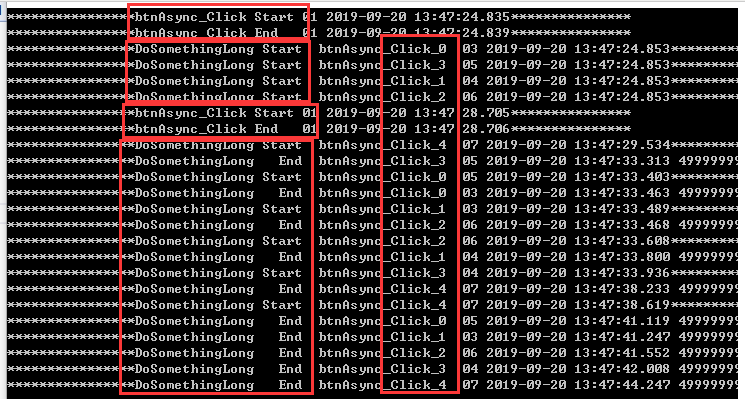 ****************btnAsync_Click Start 01 2019-09-20 13:47:24.835***************
****************btnAsync_Click End   01 2019-09-20 13:47:24.839***************
****************DoSomethingLong Start  btnAsync_Click_0  03 2019-09-20 13:47:24.853*********
****************DoSomethingLong Start  btnAsync_Click_3  05 2019-09-20 13:47:24.853*********
****************DoSomethingLong Start  btnAsync_Click_1  04 2019-09-20 13:47:24.853*********
****************DoSomethingLong Start  btnAsync_Click_2  06 2019-09-20 13:47:24.853*********
****************btnAsync_Click Start 01 2019-09-20 13:47 28.705***************
****************btnAsync_Click End   01 2019-09-20 13:47 28.706***************
****************DoSomethingLong Start  btnAsync_Click_4  07 2019-09-20 13:47:29.534*********
****************DoSomethingLong   End  btnAsync_Click_3  05 2019-09-20 13:47:33.313 49999999
****************DoSomethingLong Start  btnAsync_Click_0  05 2019-09-20 13:47:33.403*********
****************DoSomethingLong   End  btnAsync_Click_0  03 2019-09-20 13:47:33.463 49999999
****************DoSomethingLong Start  btnAsync_Click_1  03 2019-09-20 13:47:33.489*********
****************DoSomethingLong   End  btnAsync_Click_2  06 2019-09-20 13:47:33.468 49999999
****************DoSomethingLong Start  btnAsync_Click_2  06 2019-09-20 13:47:33.608*********
****************DoSomethingLong   End  btnAsync_Click_1  04 2019-09-20 13:47:33.800 49999999
****************DoSomethingLong Start  btnAsync_Click_3  04 2019-09-20 13:47:33.936*********
****************DoSomethingLong   End  btnAsync_Click_4  07 2019-09-20 13:47:38.233 49999999
****************DoSomethingLong Start  btnAsync_Click_4  07 2019-09-20 13:47:38.619*********
****************DoSomethingLong   End  btnAsync_Click_0  05 2019-09-20 13:47:41.119 49999999
****************DoSomethingLong   End  btnAsync_Click_1  03 2019-09-20 13:47:41.247 49999999
****************DoSomethingLong   End  btnAsync_Click_2  06 2019-09-20 13:47:41.552 49999999
****************DoSomethingLong   End  btnAsync_Click_3  04 2019-09-20 13:47:42.008 49999999
****************DoSomethingLong   End  btnAsync_Click_4  07 2019-09-20 13:47:44.247 49999999